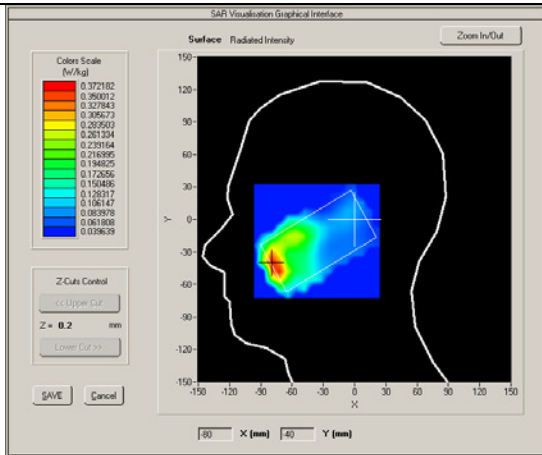 SAR Visualisation Graphical Interface
Surface Radiated Intensity
Zoom In/Out
Colors Scale
(W/kg)
0.372182
0.350012
0.327843
0.305673
0.283503
0.261334
0.239164
0.216995
0.194825
0.172656
0.150486
0.128317
0.106147
0.083978
0.061808
0.039639
Z-Cuts Control
<< Upper Cut
Z = 0.2 mm
Lower Cut >>
SAVE Cancel
150
120
90
60
30
0
-30
-60
-90
-120
-150
Y
-150 -120 -90 -60 -30 0 30 60 90 120 150
X
-80 X (mm) -40 Y (mm)